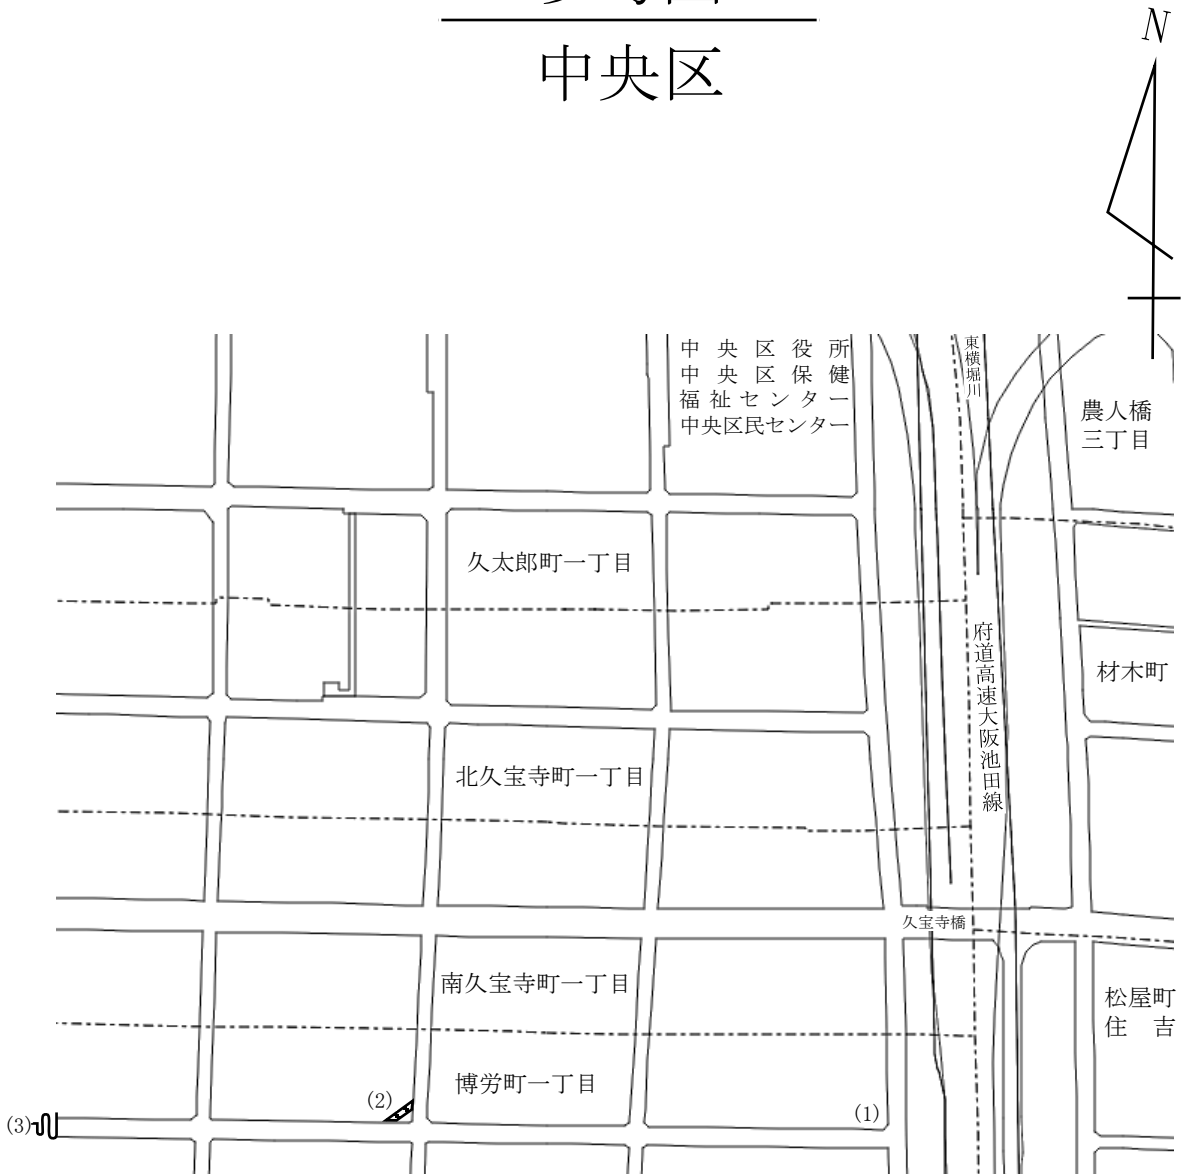 中央区
N
中央区役所
中央区保健
福祉センター
中央区民センター
東横堀川
農人橋
三丁目
久太郎町一丁目
府道高速大阪池田線
材木町
北久宝寺町一丁目
久宝寺橋
南久宝寺町一丁目
松屋町
住吉
博労町一丁目
(2)
(1)
(3)